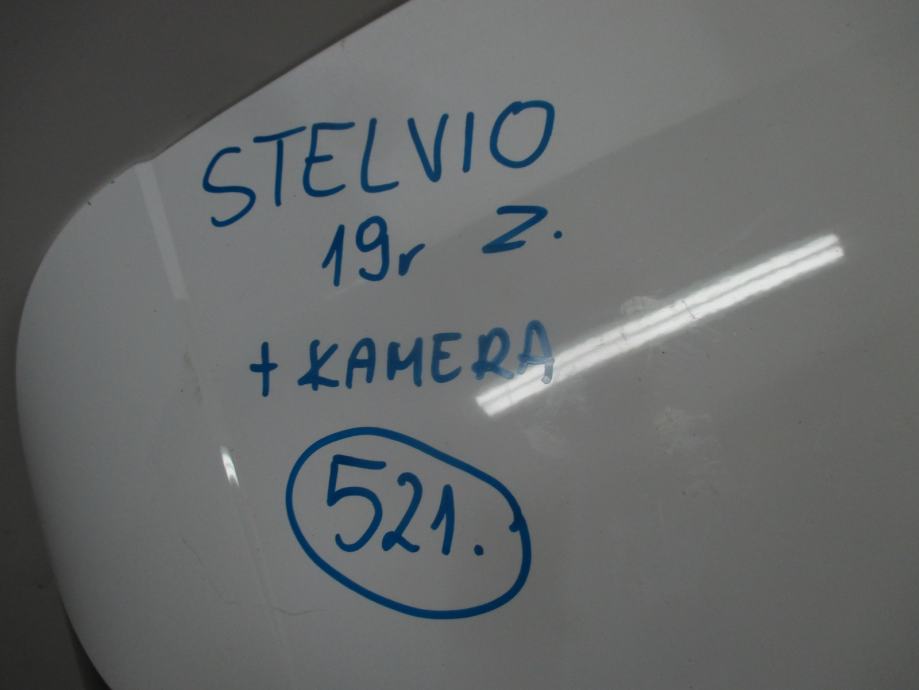 STELVIO
19r Z.
+ KAMERA
521.